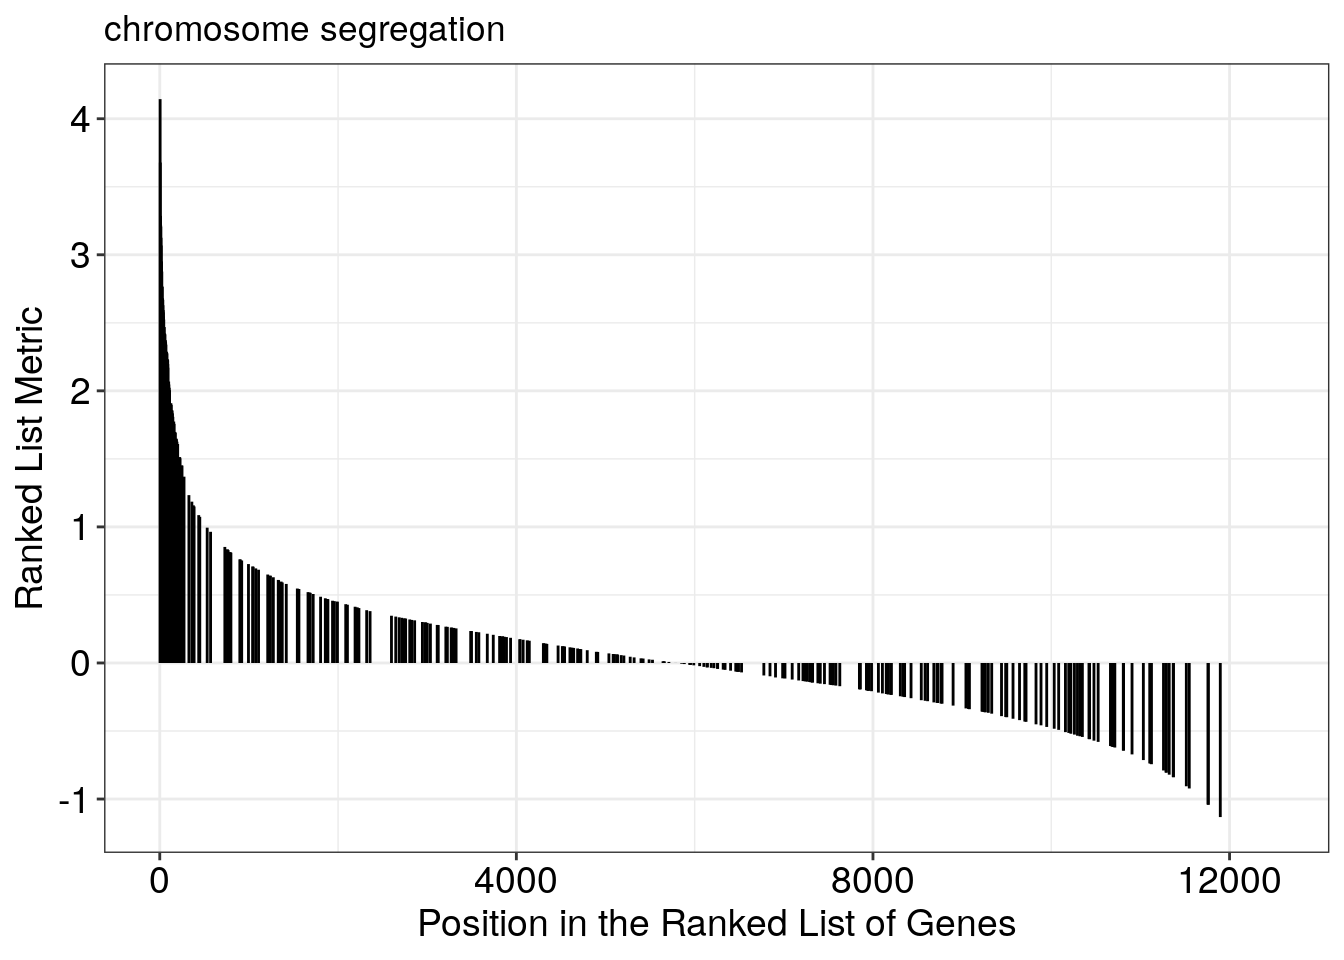 chromosome segregation
Ranked List Metric
4
3
2
1
0
-1
0 4000 8000 12000
Position in the Ranked List of Genes